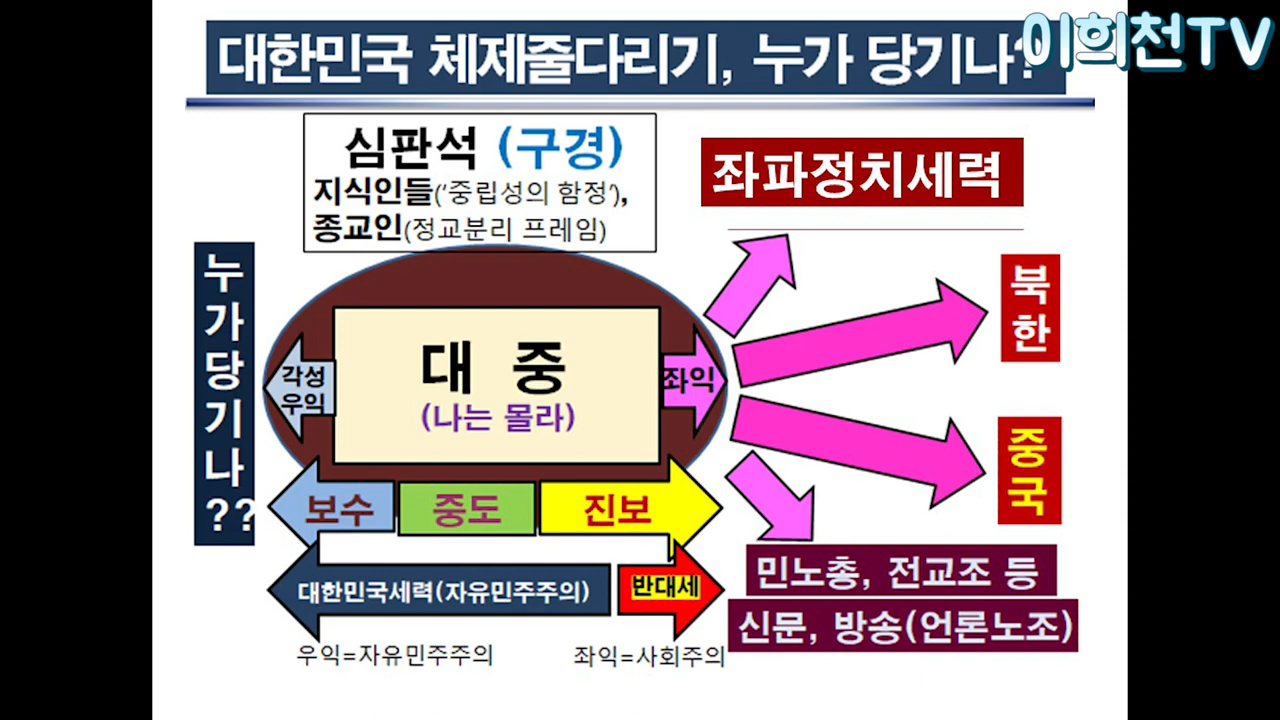 대한민국 체제줄다리기, 누가 당기나?
이희천TV
심판석 (구경)
지식인들('중립성의 함정'),
종교인(정교분리 프레임)
좌파정치세력
누가당기나??
북한
대 중
(나는 몰라)
각성
우익
좌익
중국
보수
중도
진보
대한민국세력(자유민주주의)
반대세
민노총, 전교조 등
신문, 방송(언론노조)
우익=자유민주주의
좌익=사회주의